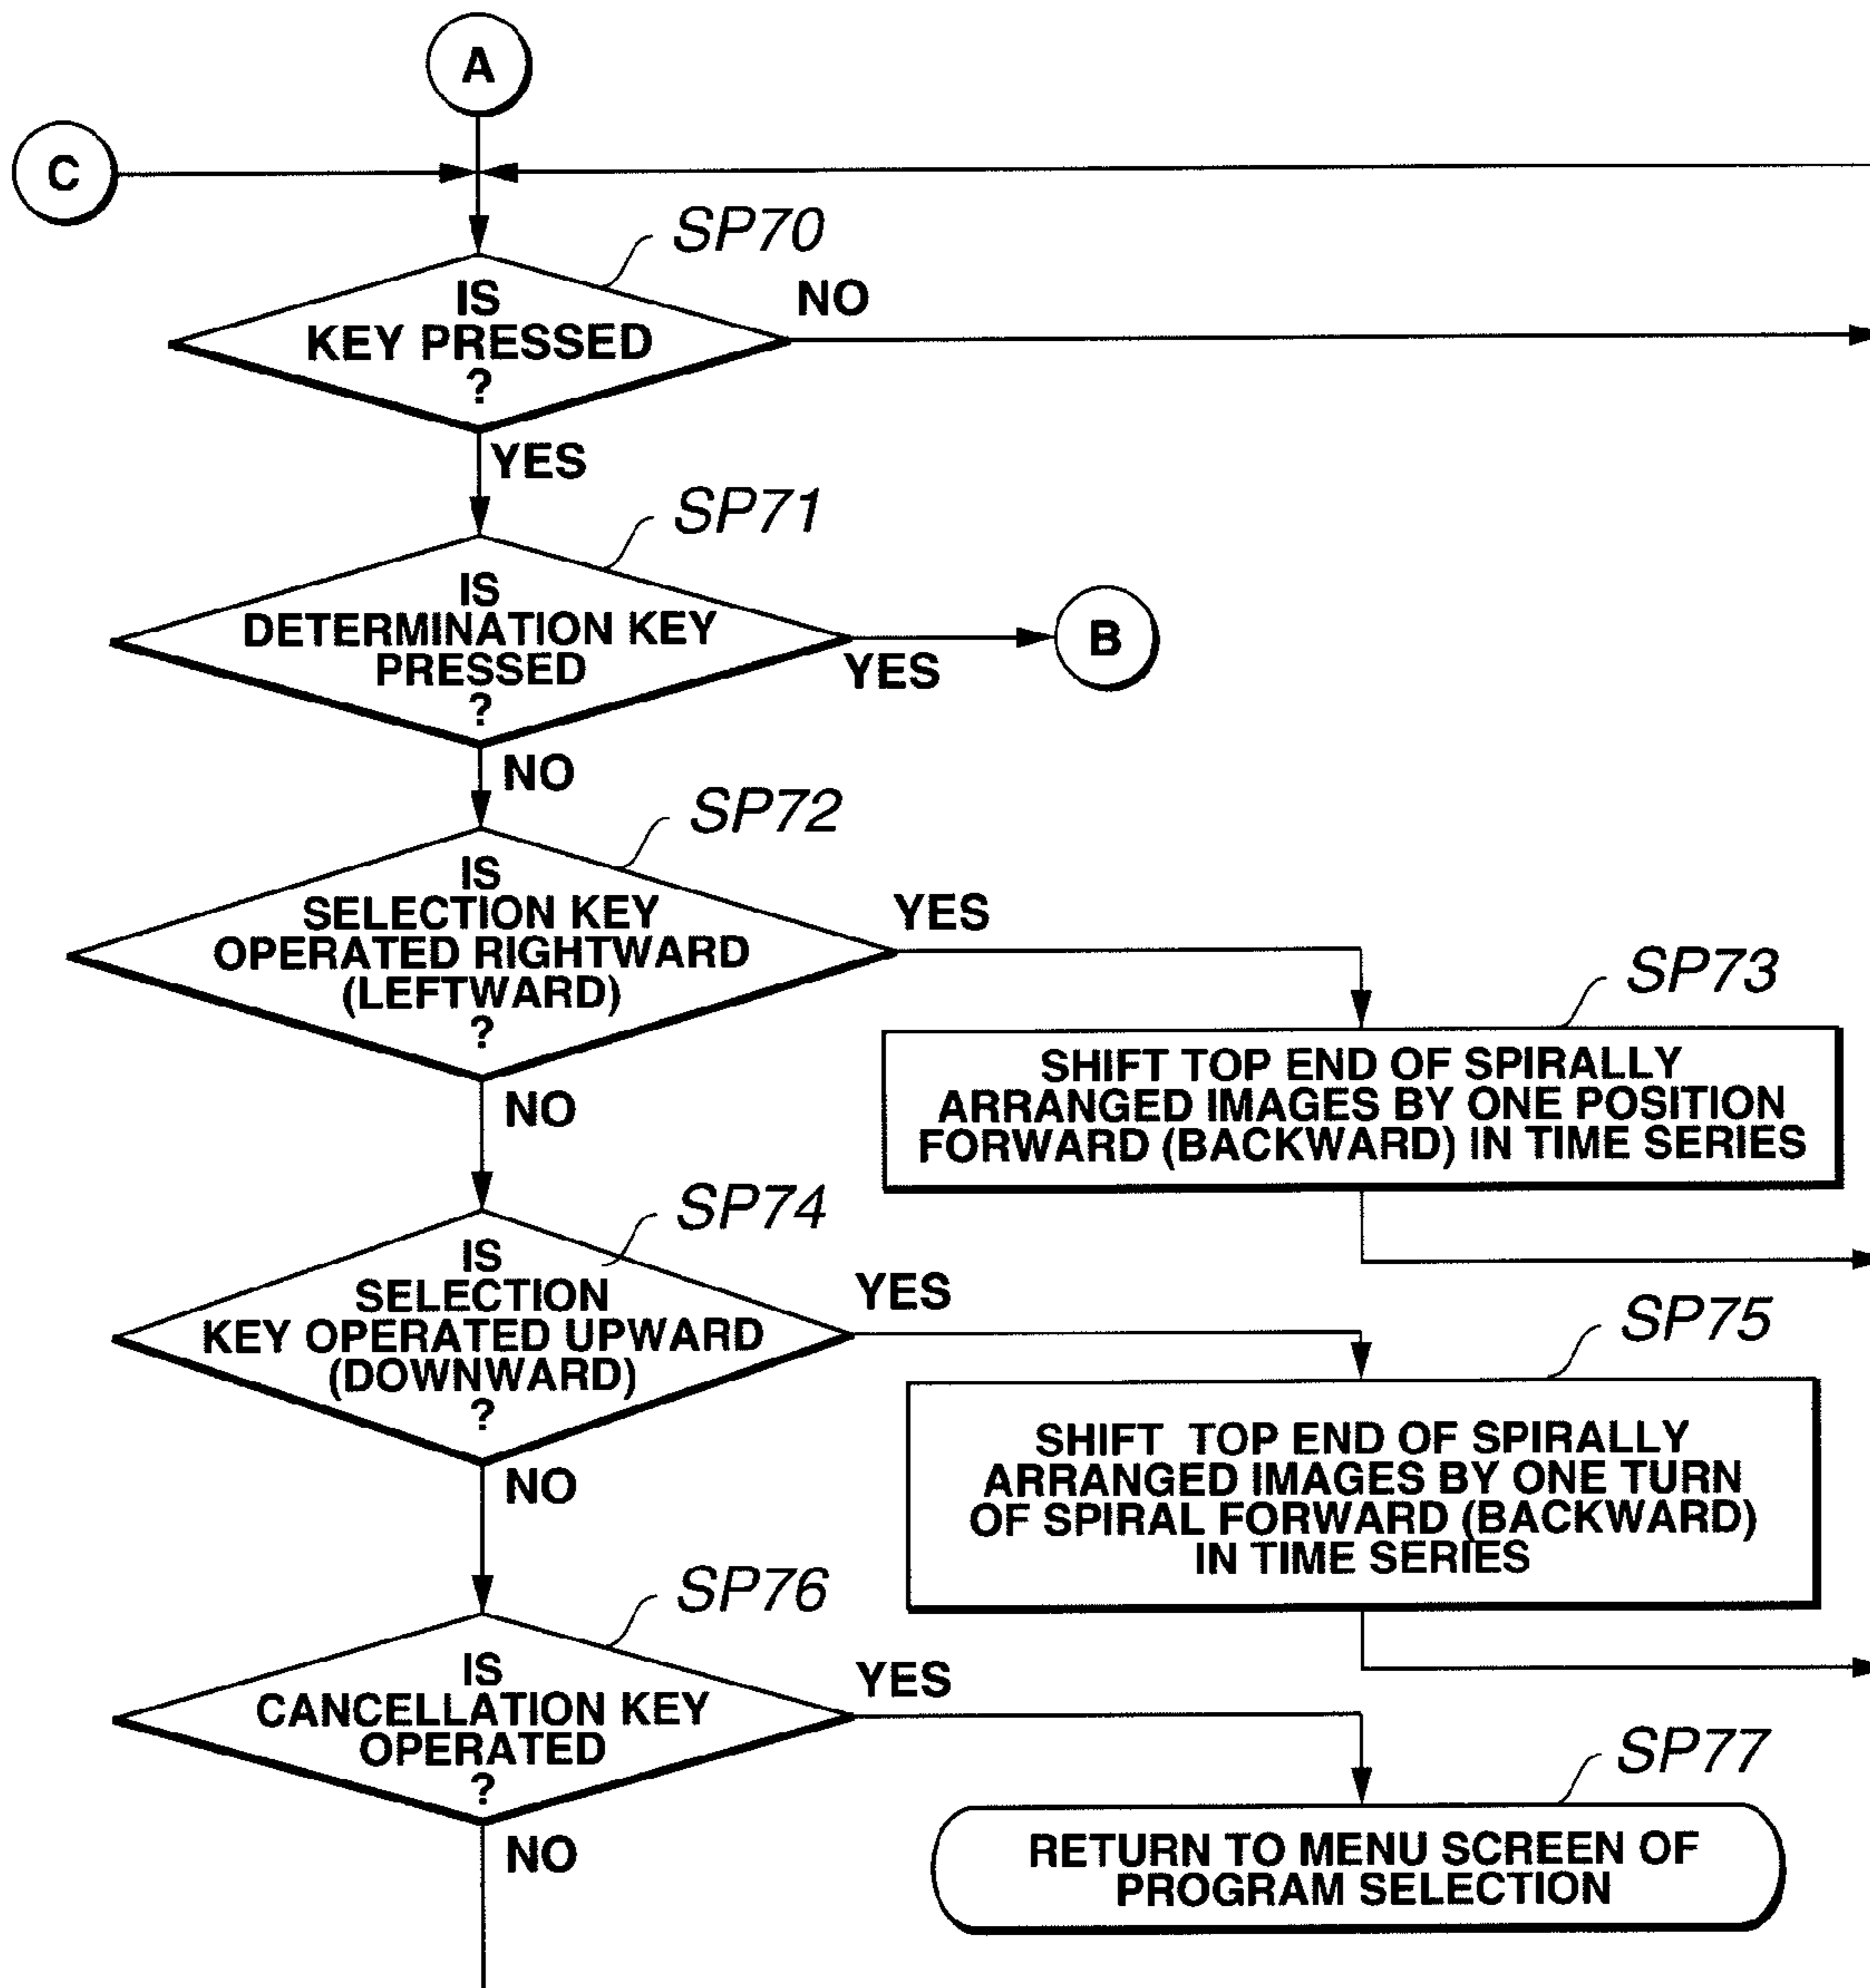 A
C
SP70
IS
KEY PRESSED
?
NO
YES
SP71
IS
DETERMINATION KEY
PRESSED
?
YES
B
NO
SP72
IS
SELECTION KEY
OPERATED RIGHTWARD
(LEFTWARD)
?
YES
SP73
SHIFT TOP END OF SPIRALLY
ARRANGED IMAGES BY ONE POSITION
FORWARD (BACKWARD) IN TIME SERIES
NO
SP74
IS
SELECTION
KEY OPERATED UPWARD
(DOWNWARD)
?
YES
SP75
SHIFT TOP END OF SPIRALLY
ARRANGED IMAGES BY ONE TURN
OF SPIRAL FORWARD (BACKWARD)
IN TIME SERIES
NO
SP76
IS
CANCELLATION KEY
OPERATED
?
YES
SP77
RETURN TO MENU SCREEN OF
PROGRAM SELECTION
NO